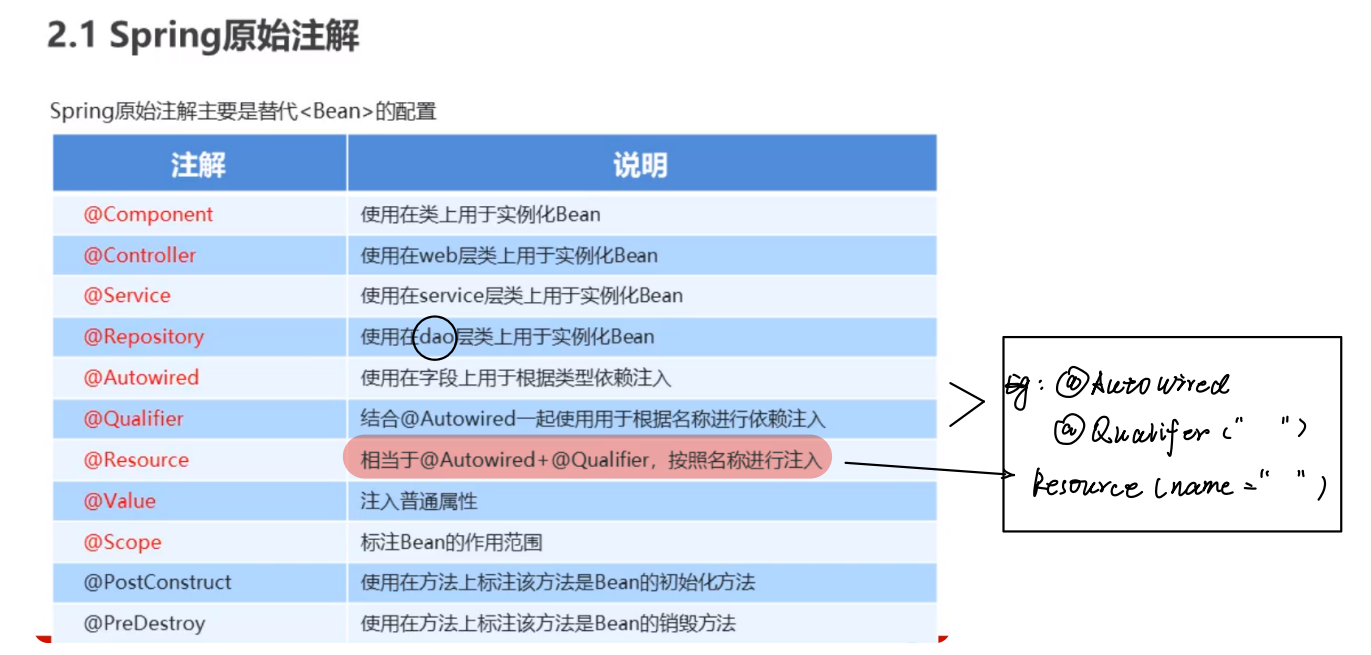 2.1 Spring原始注解
Spring原始注解主要是替代<Bean>的配置
注解 说明
@Component 使用在类上用于实例化Bean
@Controller 使用在web层类上用于实例化Bean
@Service 使用在service层类上用于实例化Bean
@Repository 使用在dao层类上用于实例化Bean
@Autowired 使用在字段上用于根据类型依赖注入
@Qualifier 结合@Autowired一起使用用于根据名称进行依赖注入
@Resource 相当于@Autowired+@Qualifier，按照名称进行注入
@Value 注入普通属性
@Scope 标注Bean的作用范围
@PostConstruct 使用在方法上标注该方法是Bean的初始化方法
@PreDestroy 使用在方法上标注该方法是Bean的销毁方法
Eg: @Autowired
@Qualifer (" ")
Resource (name=" ")